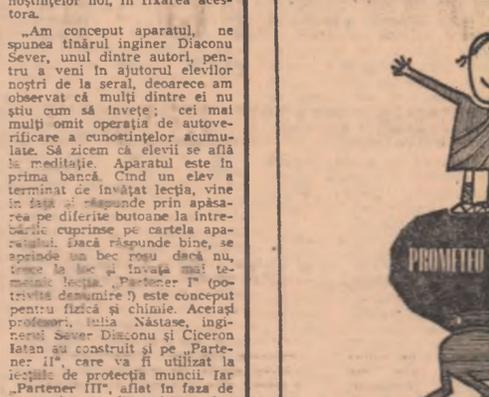 noștințelor noi, în fixarea aces-
tora.
„Am conceput aparatul, ne
spunea tînărul inginer Diaconu
Sever, unul dintre autori, pen-
tru a veni în ajutorul elevilor
noștri de la seral, deoarece am
observat că mulți dintre ei nu
știu cum să învețe; cei mai
mulți omit operația de autove-
rificare a cunoștințelor acumu-
late. Să zicem că elevii se află
la meditație. Aparatul este în
prima bancă. Cînd un elev a
terminat de învățat lecția, vine
în față și răspunde prin apăsa-
rea pe diferite butoane la între-
bările cuprinse pe cartela apa-
ratului. Dacă răspunde bine, se
aprinde un bec roșu dacă nu,
trece la loc și învață mai te-
meinic lecția. „Partener I" (po-
trivită denumire !) este conceput
pentru fizică și chimie. Aceiași
profesori, Iulia Năstase, ingi-
nerul Sever Diaconu și Ciceron
Iatan au construit și pe „Parte-
ner II", care va fi utilizat la
lecțiile de protecția muncii. Iar
„Partener III", aflat în faza de
PROMETEU